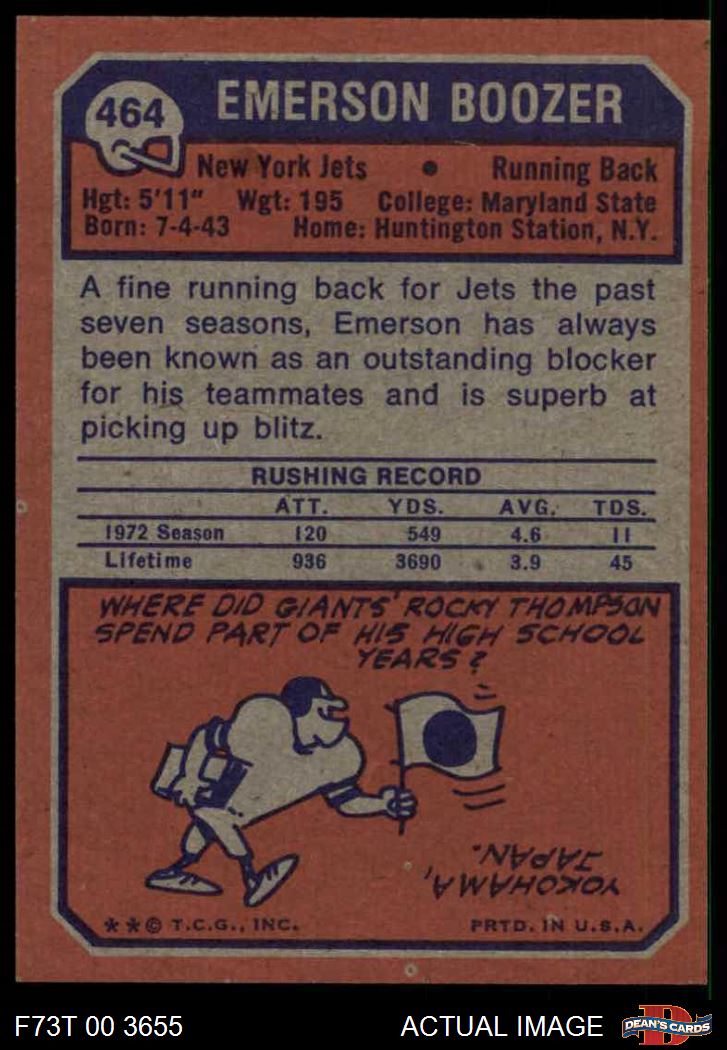 464
EMERSON BOOZER
New York Jets • Running Back
Hgt: 5'11" Wgt: 195 College: Maryland State
Born: 7-4-43 Home: Huntington Station, N.Y.
A fine running back for Jets the past
seven seasons, Emerson has always
been known as an outstanding blocker
for his teammates and is superb at
picking up blitz.
RUSHING RECORD
ATT. YDS. AVG. TDS.
1972 Season 120 549 4.6 11
Lifetime 936 3690 3.9 45
WHERE DID GIANTS' ROCKY THOMPSON
SPEND PART OF HIS HIGH SCHOOL
YEARS?
YOKOHAMA,
JAPAN.
**© T.C.G., INC. PRTD. IN U.S.A.
F73T 00 3655 ACTUAL IMAGE D DEAN'S CARDS